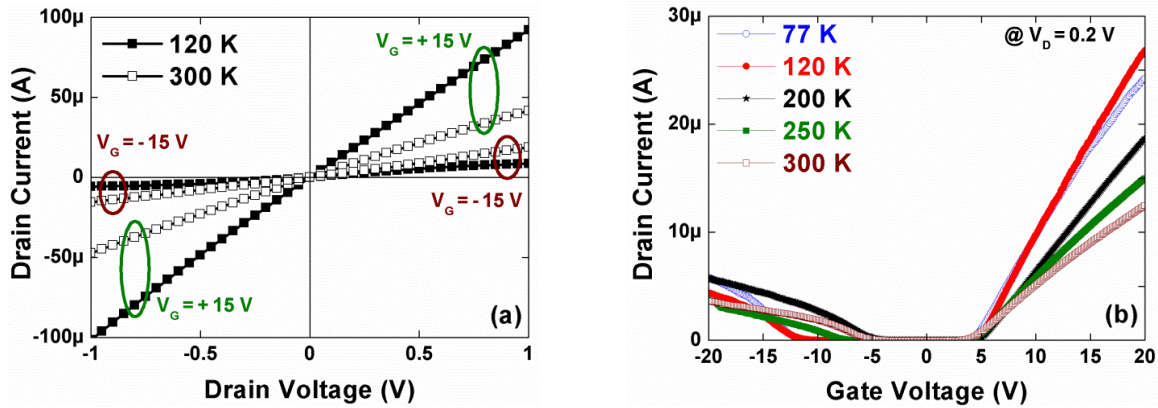 100µ
50µ
0
-50µ
-100µ
Drain Current (A)
120 K
300 K
V_G = +15 V
V_G = - 15 V
V_G = - 15 V
V_G = + 15 V
(a)
-1
-0.5
0
0.5
1
Drain Voltage (V)
30µ
20µ
10µ
0
Drain Current (A)
77 K
120 K
200 K
250 K
300 K
@ V_D = 0.2 V
(b)
-20
-15
-10
-5
0
5
10
15
20
Gate Voltage (V)